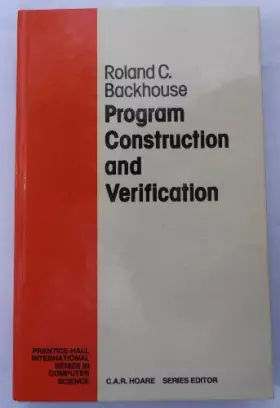 Roland C.
Backhouse
Program
Construction
and
Verification
PRENTICE-HALL
INTERNATIONAL
SERIES IN
COMPUTER
SCIENCE
C.A.R. HOARE SERIES EDITOR